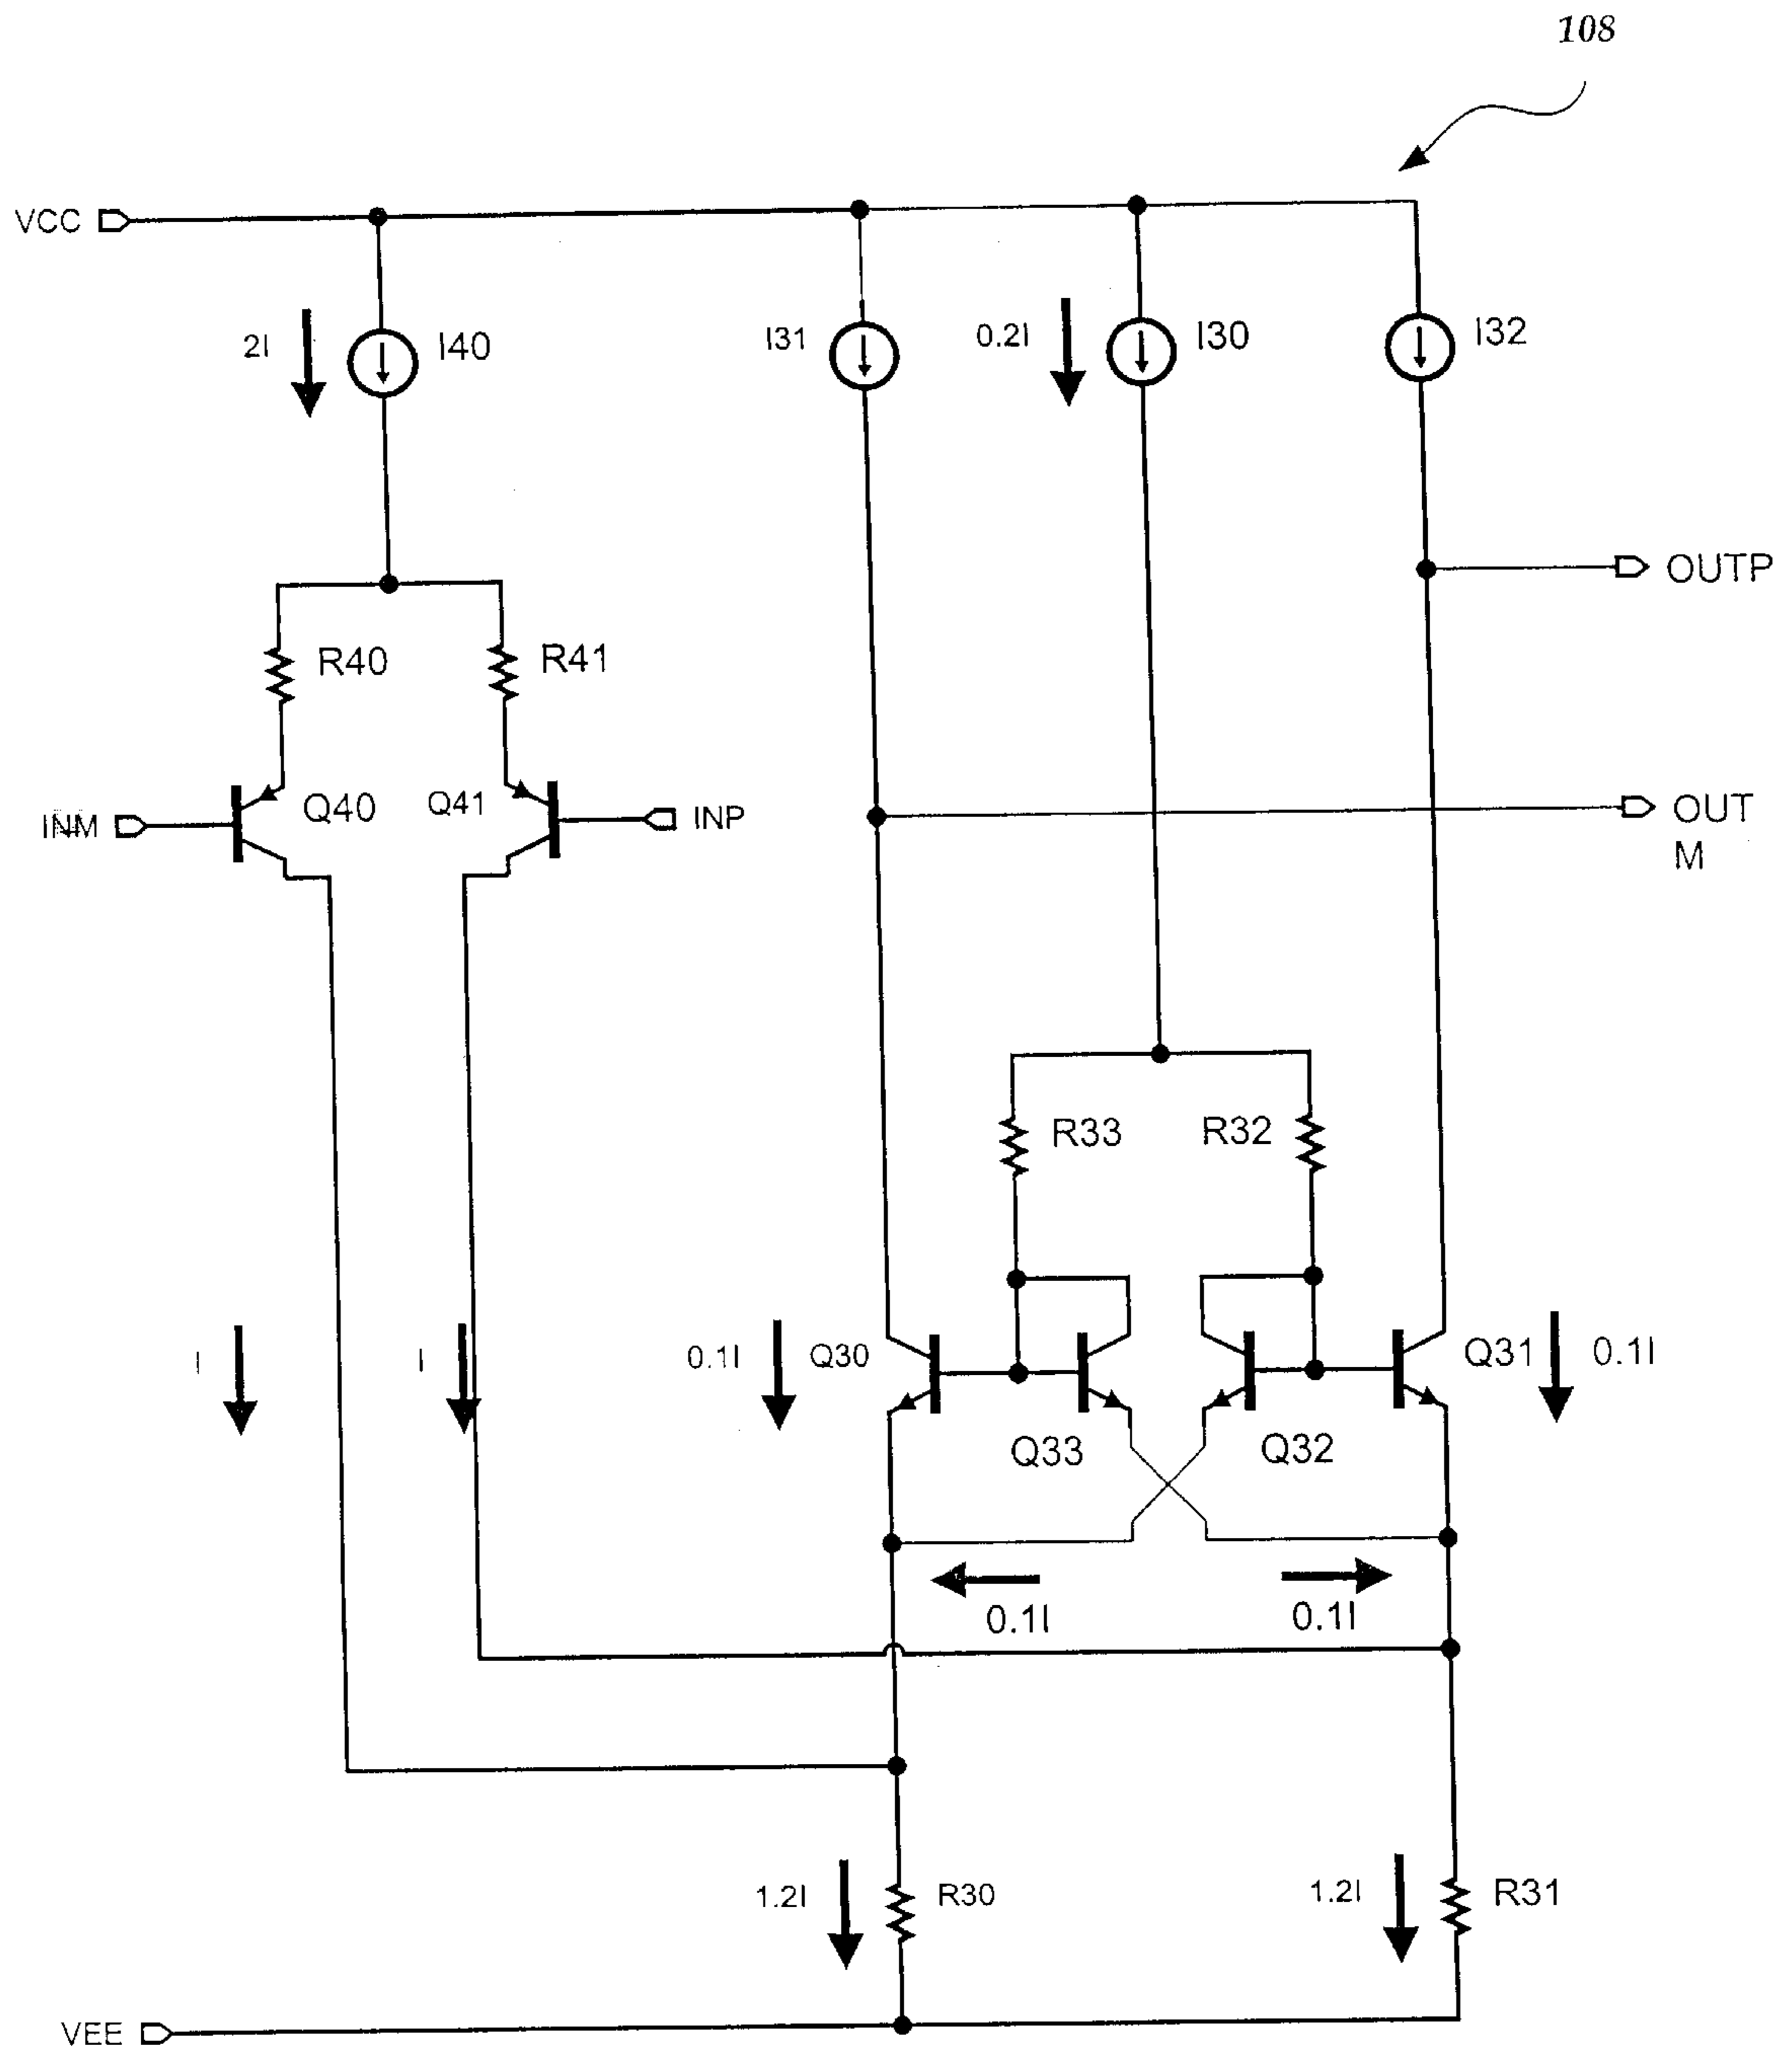 108
VCC
2I
I40
I31
0.2I
I30
I32
OUTP
R40
R41
INM
Q40
Q41
INP
OUT
M
R33
R32
I
I
0.1I
Q30
Q33
Q32
Q31
0.1I
0.1I
0.1I
1.2I
R30
1.2I
R31
VEE